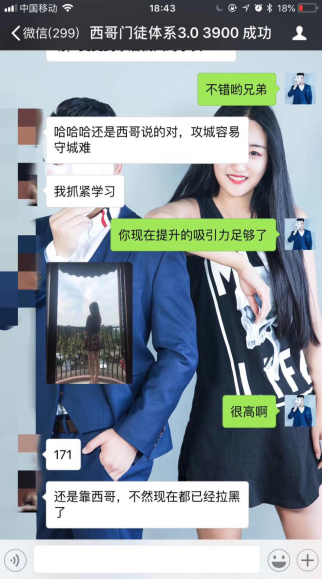 中国移动 18:43 18%
微信(299) 西哥门徒体系3.0 3900 成功
不错哟兄弟
哈哈哈还是西哥说的对，攻城容易
守城难
我抓紧学习
你现在提升的吸引力足够了
很高啊
171
还是靠西哥，不然现在都已经拉黑
了